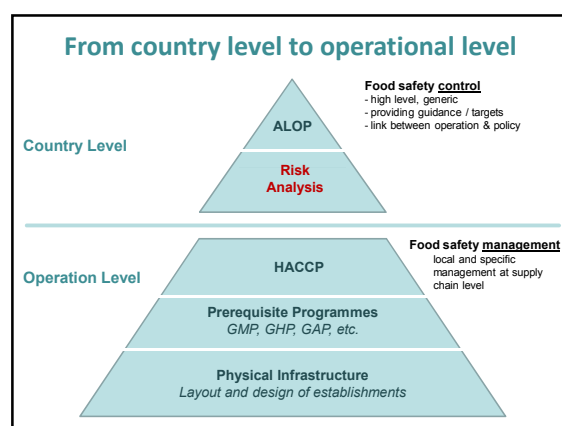 From country level to operational level
Food safety control
- high level, generic
- providing guidance / targets
- link between operation & policy
ALOP
Country Level
Risk
Analysis
Food safety management
local and specific
management at supply
chain level
HACCP
Operation Level
Prerequisite Programmes
GMP, GHP, GAP, etc.
Physical Infrastructure
Layout and design of establishments